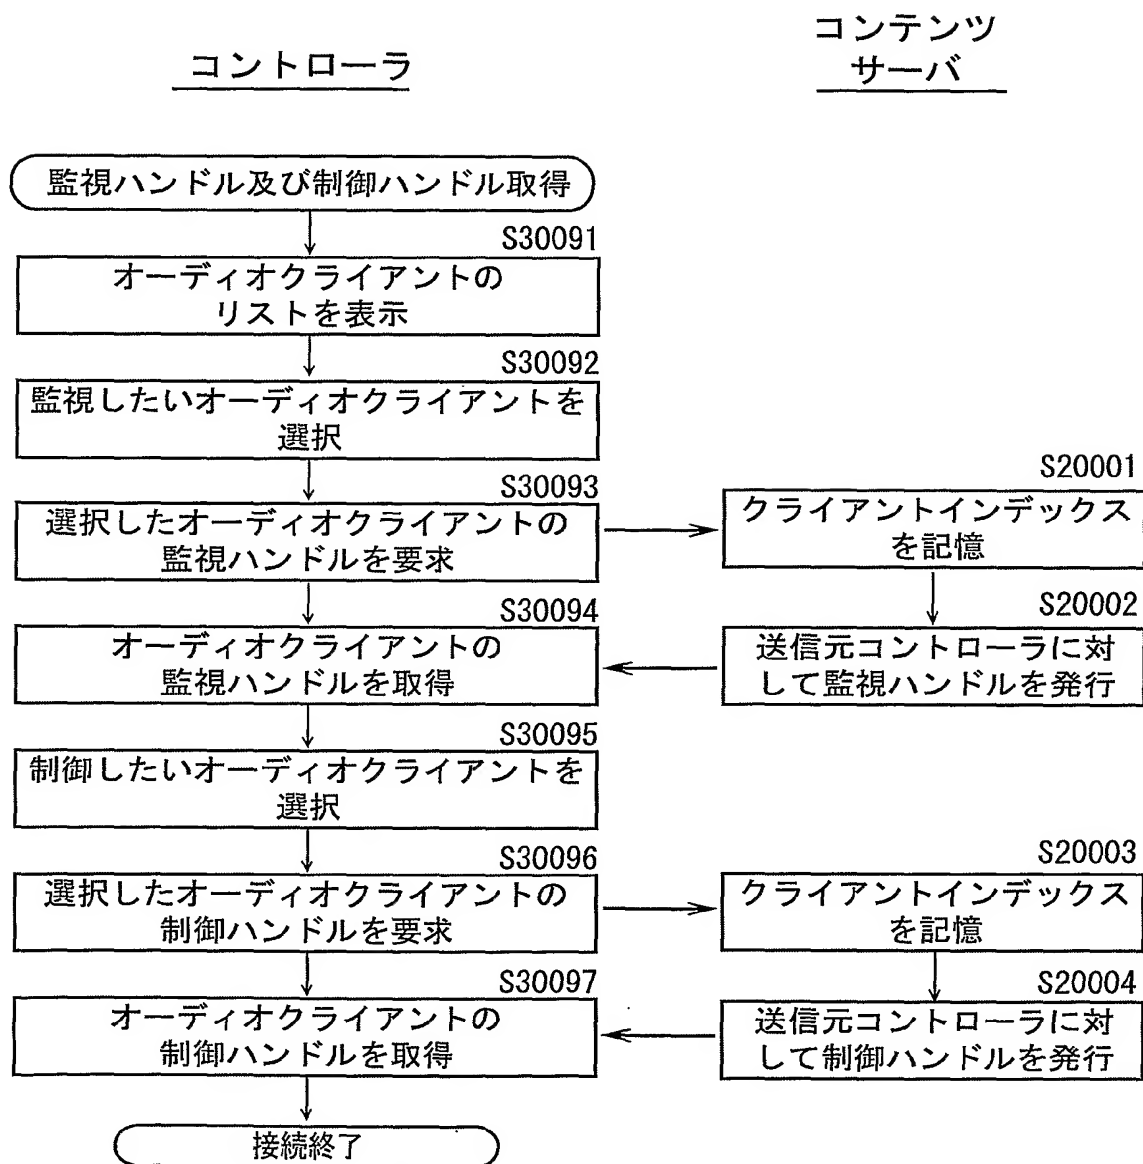 コントローラ
コンテンツ
サーバ
監視ハンドル及び制御ハンドル取得
S30091
オーディオクライアントの
リストを表示
S30092
監視したいオーディオクライアントを
選択
S30093
選択したオーディオクライアントの
監視ハンドルを要求
S20001
クライアントインデックス
を記憶
S30094
オーディオクライアントの
監視ハンドルを取得
S20002
送信元コントローラに対
して監視ハンドルを発行
S30095
制御したいオーディオクライアントを
選択
S30096
選択したオーディオクライアントの
制御ハンドルを要求
S20003
クライアントインデックス
を記憶
S30097
オーディオクライアントの
制御ハンドルを取得
S20004
送信元コントローラに対
して制御ハンドルを発行
接続終了